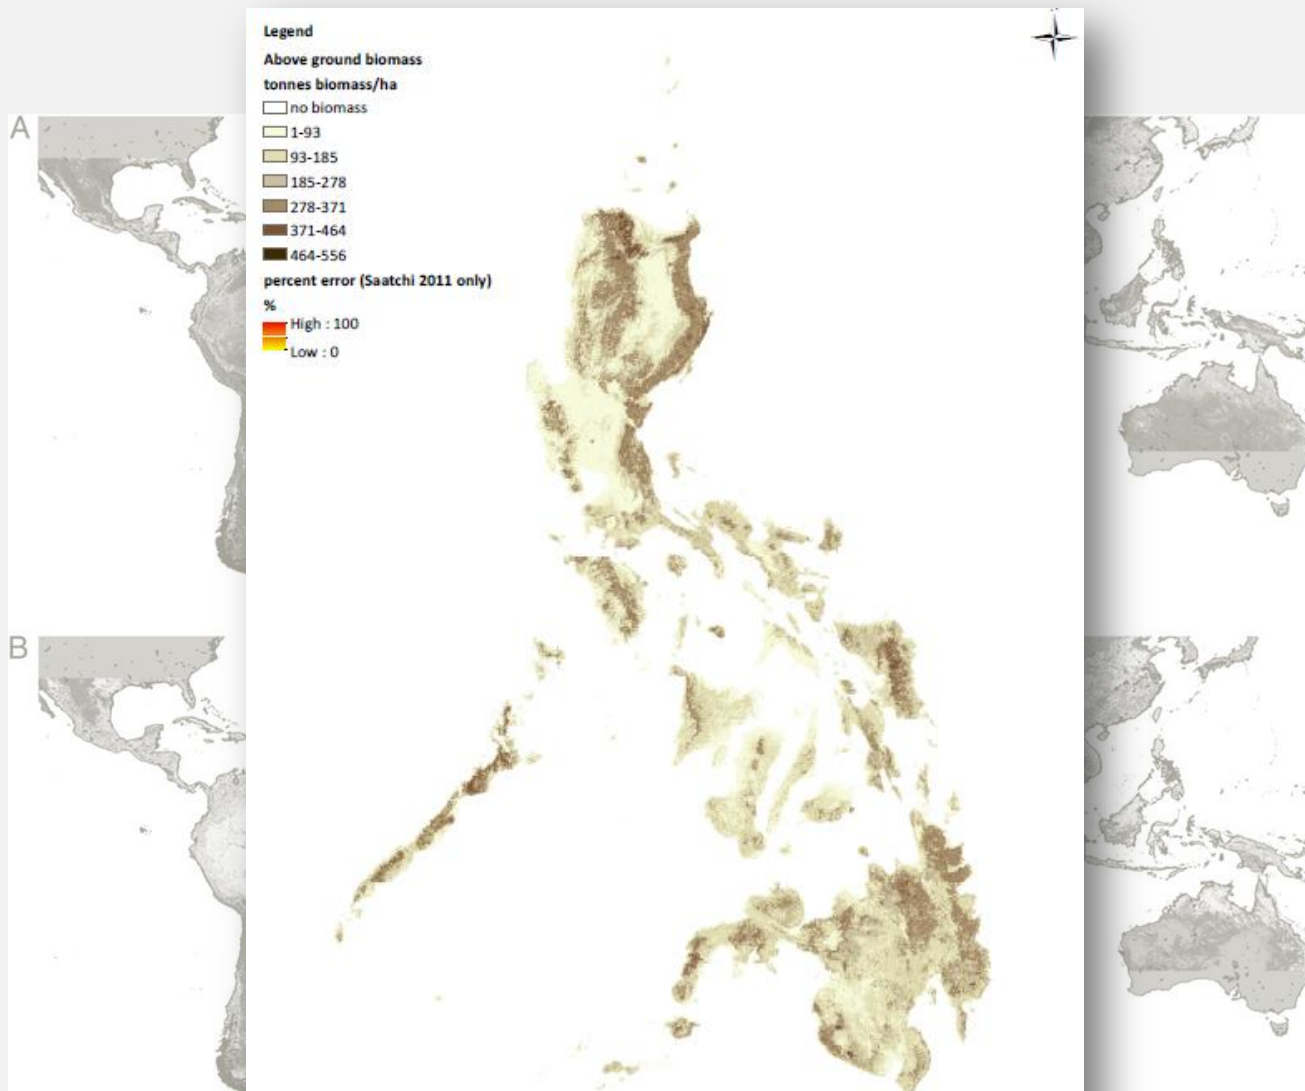 Legend
Above ground biomass
tonnes biomass/ha
no biomass
1-93
93-185
185-278
278-371
371-464
464-556
percent error (Saatchi 2011 only)
%
High : 100
Low : 0
A
B